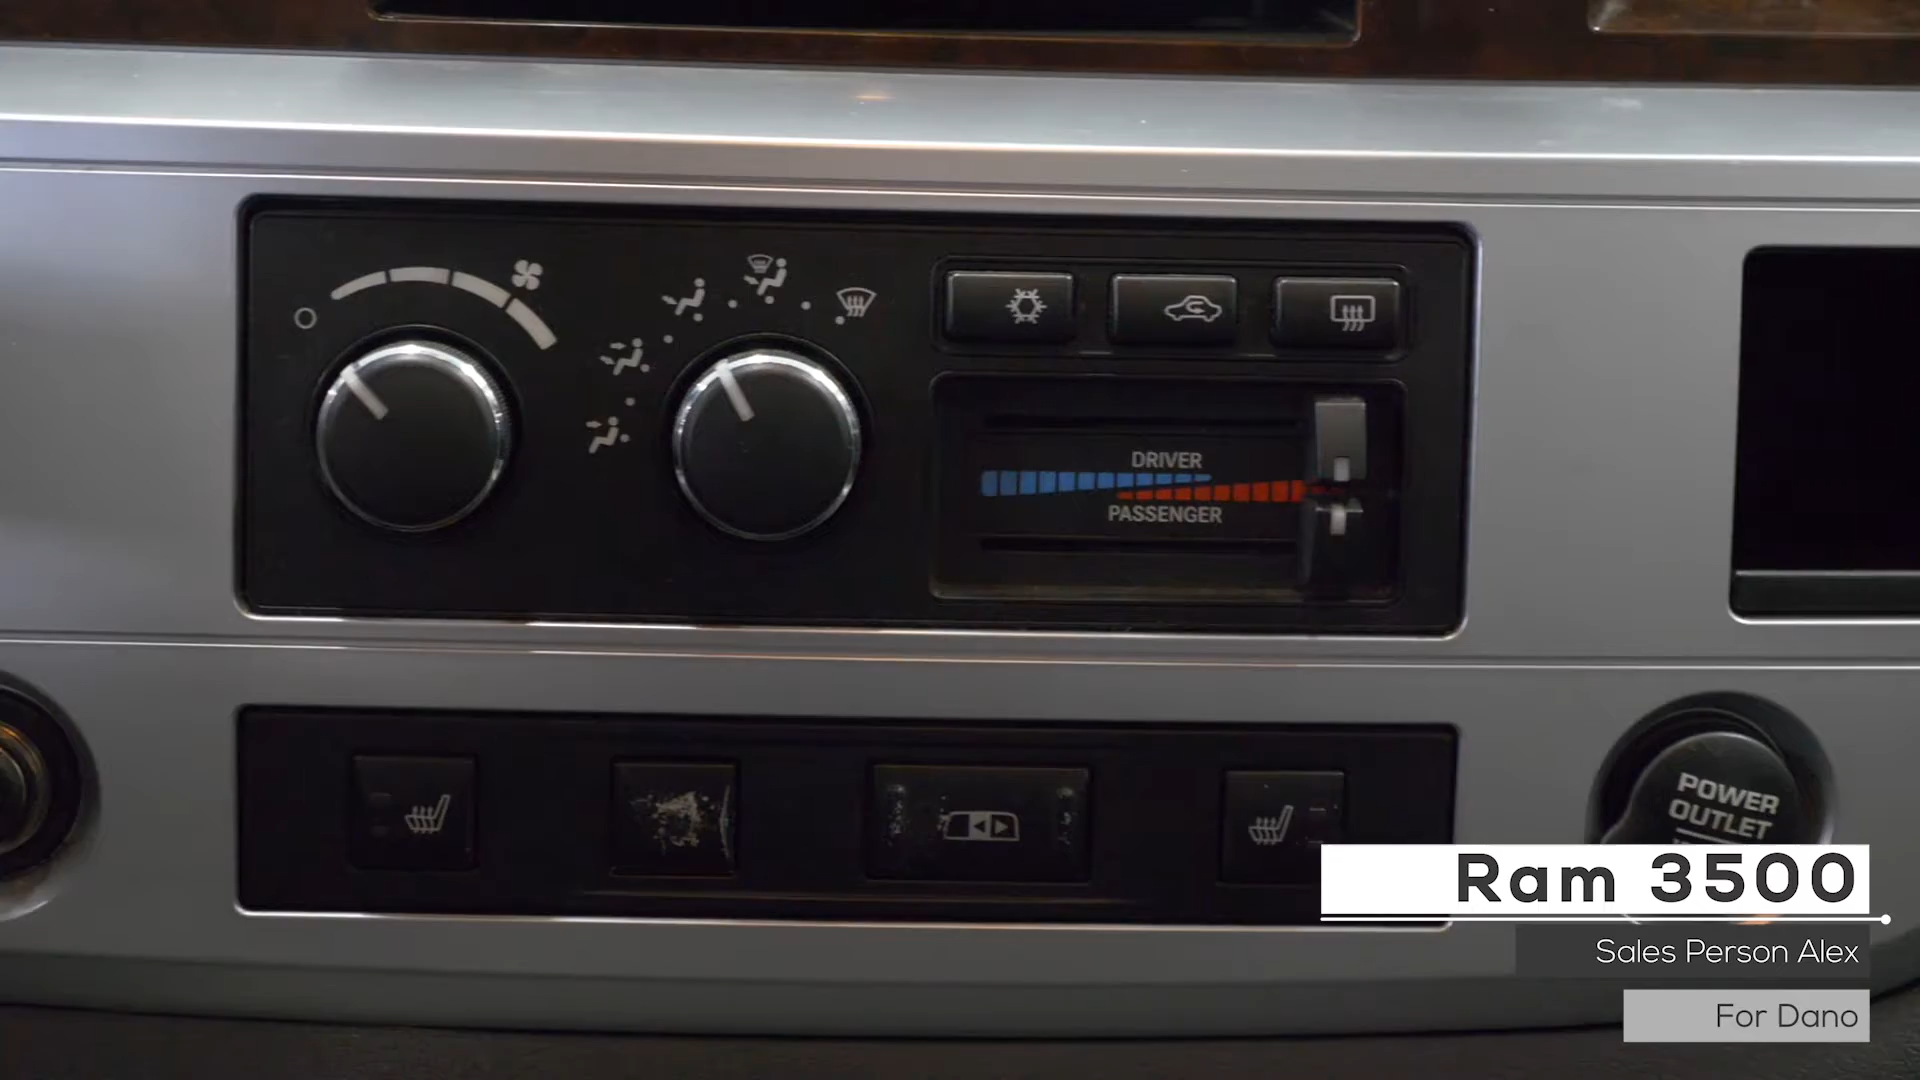 DRIVER
PASSENGER
POWER
OUTLET
Ram 3500
Sales Person Alex
For Dano